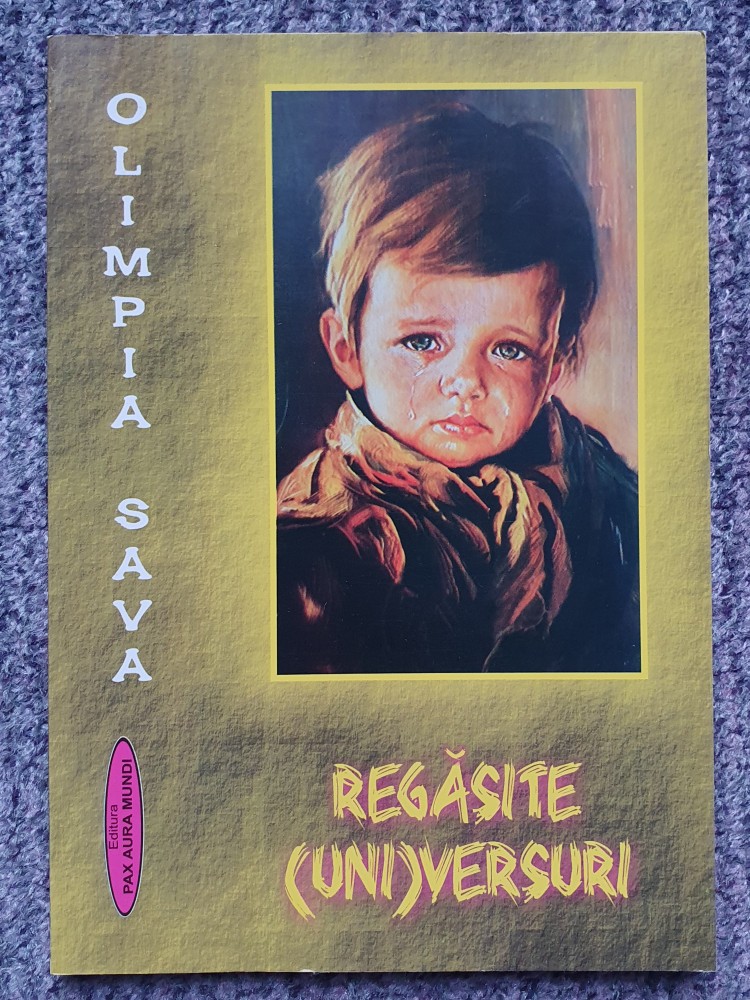 OLIMPIA SAVA
Editura
PAX AURA MUNDI
REGĂSITE
(UNI)VERSURI